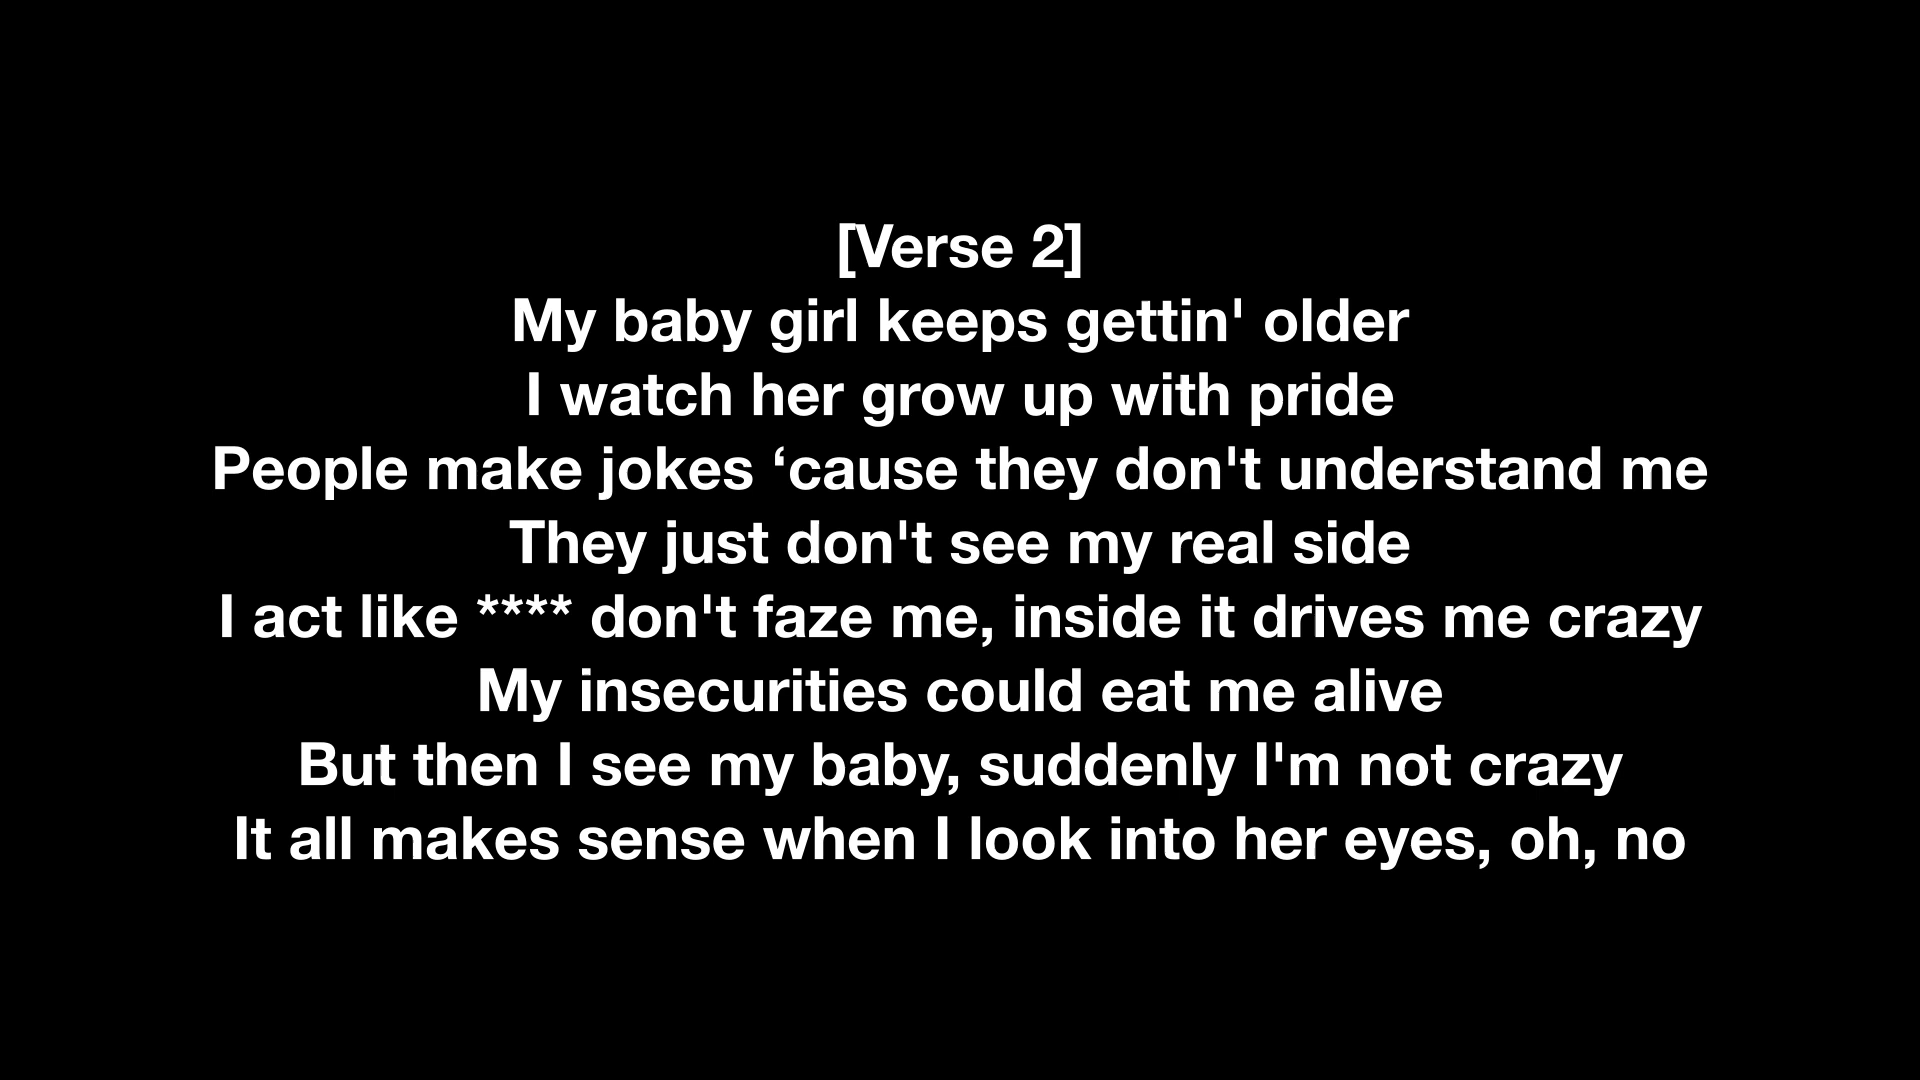 [Verse 2]
My baby girl keeps gettin' older
I watch her grow up with pride
People make jokes ‘cause they don't understand me
They just don't see my real side
I act like **** don't faze me, inside it drives me crazy
My insecurities could eat me alive
But then I see my baby, suddenly I'm not crazy
It all makes sense when I look into her eyes, oh, no